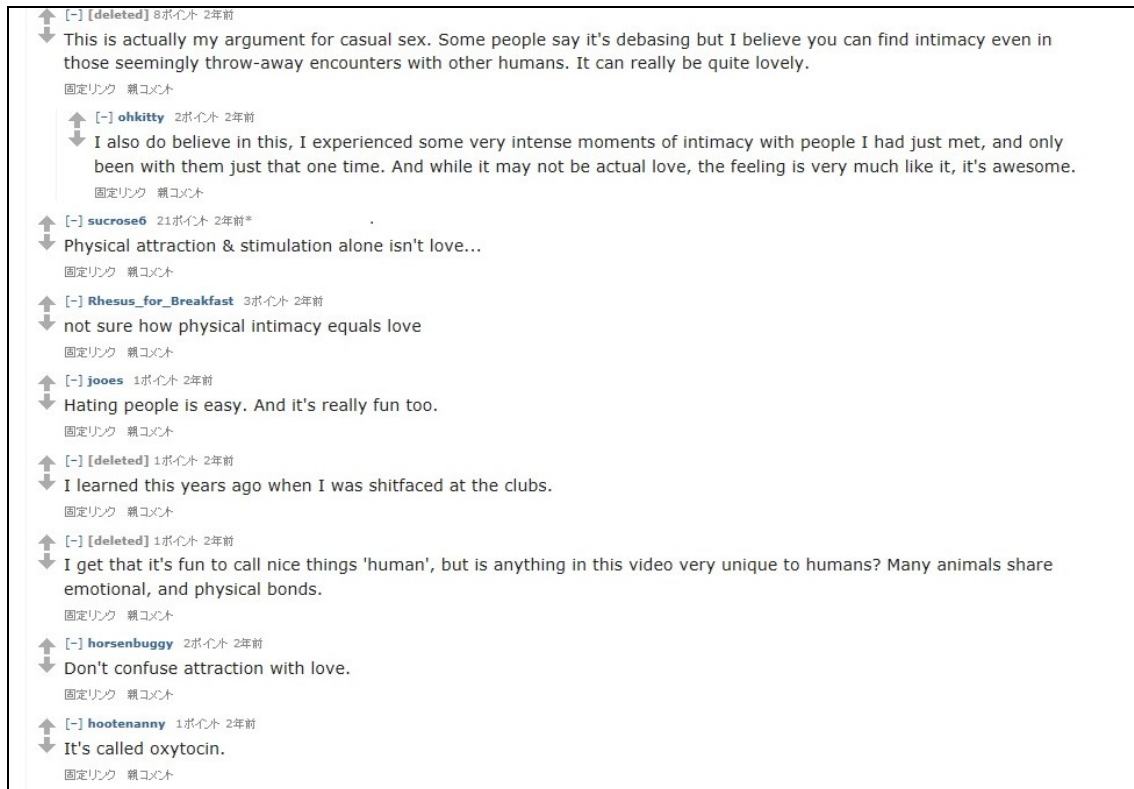 [-] [deleted] 8ポイント 2年前
This is actually my argument for casual sex. Some people say it's debasing but I believe you can find intimacy even in
those seemingly throw-away encounters with other humans. It can really be quite lovely.
固定リンク 親コメント
[-] ohkitty 2ポイント 2年前
I also do believe in this, I experienced some very intense moments of intimacy with people I had just met, and only
been with them just that one time. And while it may not be actual love, the feeling is very much like it, it's awesome.
固定リンク 親コメント
[-] sucrose6 21ポイント 2年前*
Physical attraction & stimulation alone isn't love...
固定リンク 親コメント
[-] Rhesus_for_Breakfast 3ポイント 2年前
not sure how physical intimacy equals love
固定リンク 親コメント
[-] jooes 1ポイント 2年前
Hating people is easy. And it's really fun too.
固定リンク 親コメント
[-] [deleted] 1ポイント 2年前
I learned this years ago when I was shitfaced at the clubs.
固定リンク 親コメント
[-] [deleted] 1ポイント 2年前
I get that it's fun to call nice things 'human', but is anything in this video very unique to humans? Many animals share
emotional, and physical bonds.
固定リンク 親コメント
[-] horsenbuggy 2ポイント 2年前
Don't confuse attraction with love.
固定リンク 親コメント
[-] hootenanny 1ポイント 2年前
It's called oxytocin.
固定リンク 親コメント